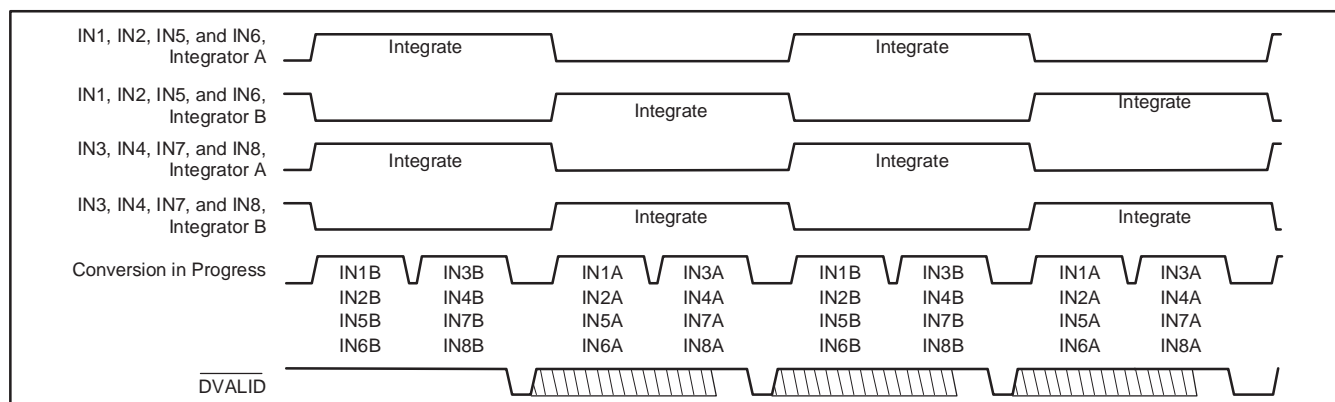 IN1, IN2, IN5, and IN6,
Integrator A
Integrate
Integrate
IN1, IN2, IN5, and IN6,
Integrator B
Integrate
Integrate
IN3, IN4, IN7, and IN8,
Integrator A
Integrate
Integrate
IN3, IN4, IN7, and IN8,
Integrator B
Integrate
Integrate
Conversion in Progress
IN1B IN3B IN1A IN3A IN1B IN3B IN1A IN3A
IN2B IN4B IN2A IN4A IN2B IN4B IN2A IN4A
IN5B IN7B IN5A IN7A IN5B IN7B IN5A IN7A
IN6B IN8B IN6A IN8A IN6B IN8B IN6A IN8A
DVALID